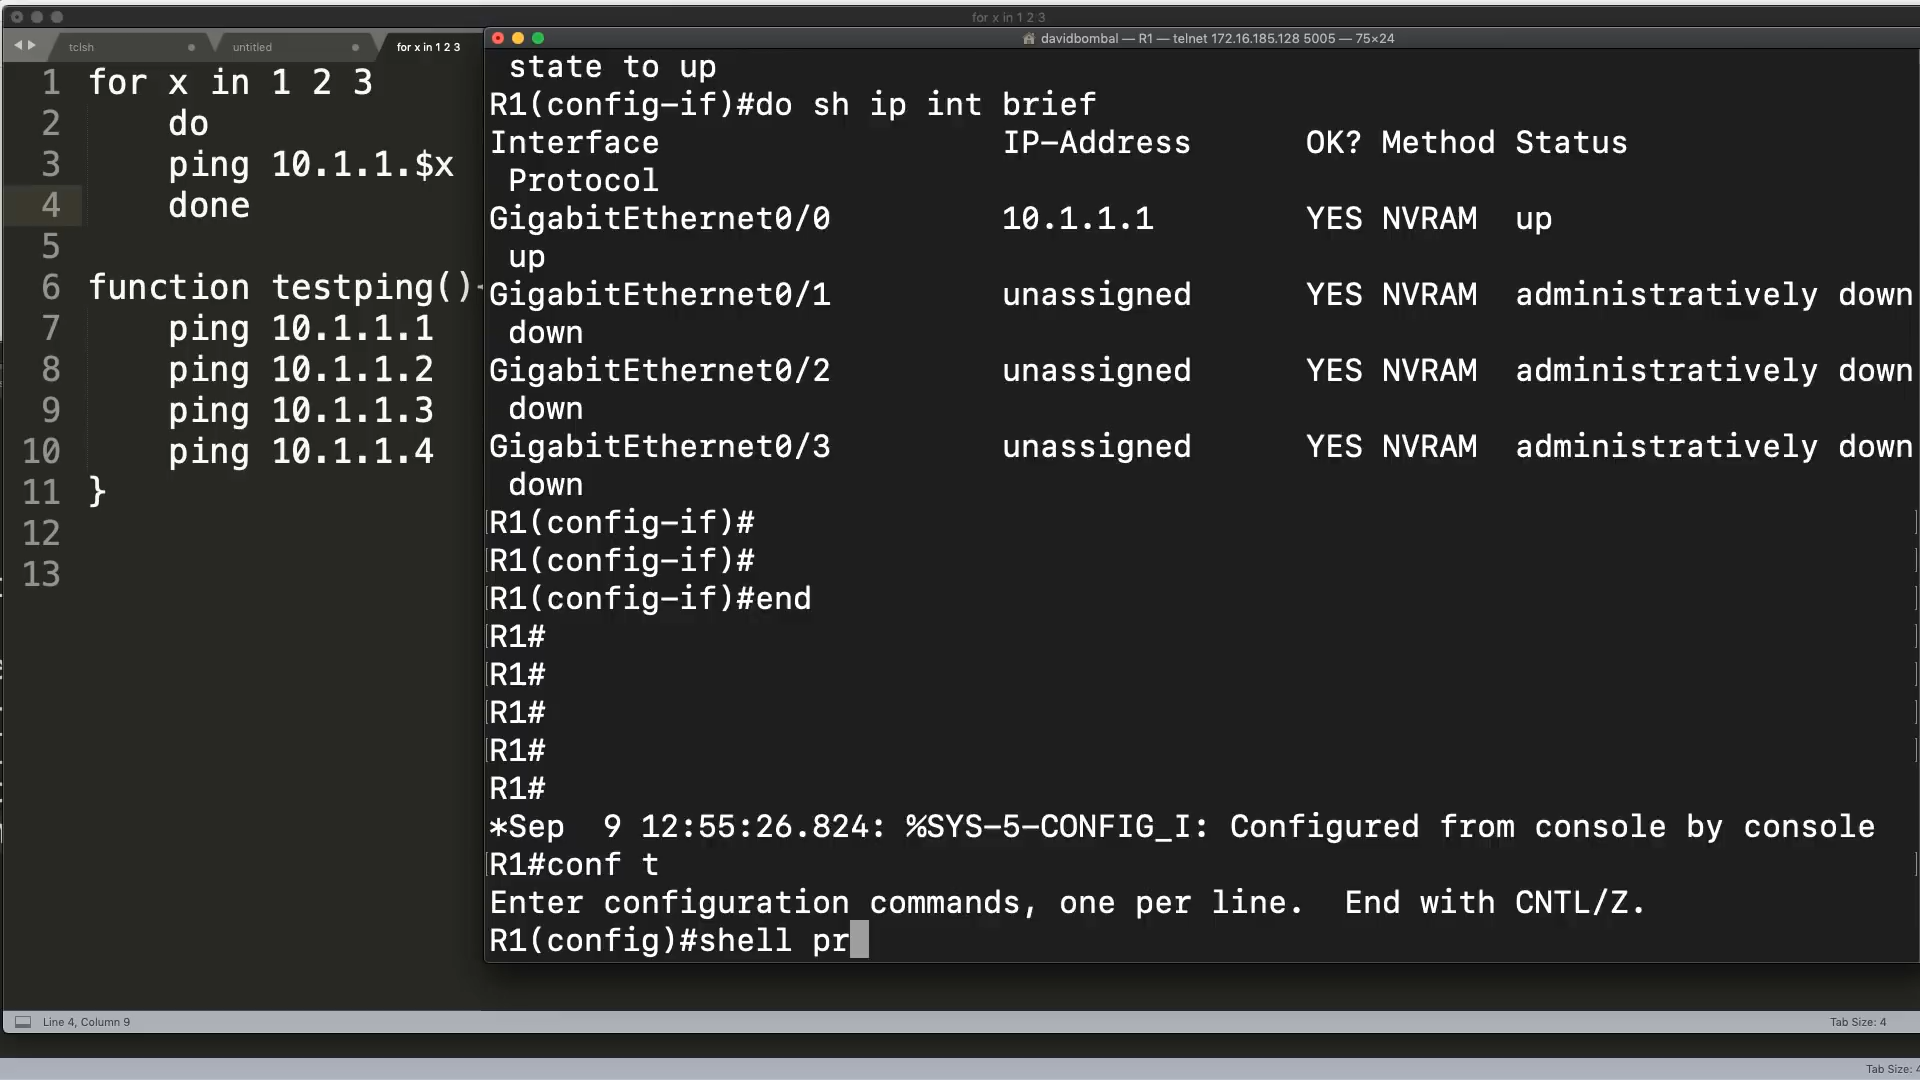 for x in 1 2 3
tclsh
untitled
for x in 1 2 3
1 for x in 1 2 3
2 do
3 ping 10.1.1.$x
4 done
5
6 function testping()
7 ping 10.1.1.1
8 ping 10.1.1.2
9 ping 10.1.1.3
10 ping 10.1.1.4
11 }
12
13
Line 4, Column 9
Tab Size: 4
davidbombal — R1 — telnet 172.16.185.128 5005 — 75×24
state to up
R1(config-if)#do sh ip int brief
Interface IP-Address OK? Method Status
Protocol
GigabitEthernet0/0 10.1.1.1 YES NVRAM up
up
GigabitEthernet0/1 unassigned YES NVRAM administratively down
down
GigabitEthernet0/2 unassigned YES NVRAM administratively down
down
GigabitEthernet0/3 unassigned YES NVRAM administratively down
down
R1(config-if)#
R1(config-if)#
R1(config-if)#end
R1#
R1#
R1#
R1#
R1#
*Sep  9 12:55:26.824: %SYS-5-CONFIG_I: Configured from console by console
R1#conf t
Enter configuration commands, one per line.  End with CNTL/Z.
R1(config)#shell pr
Tab Size: 4